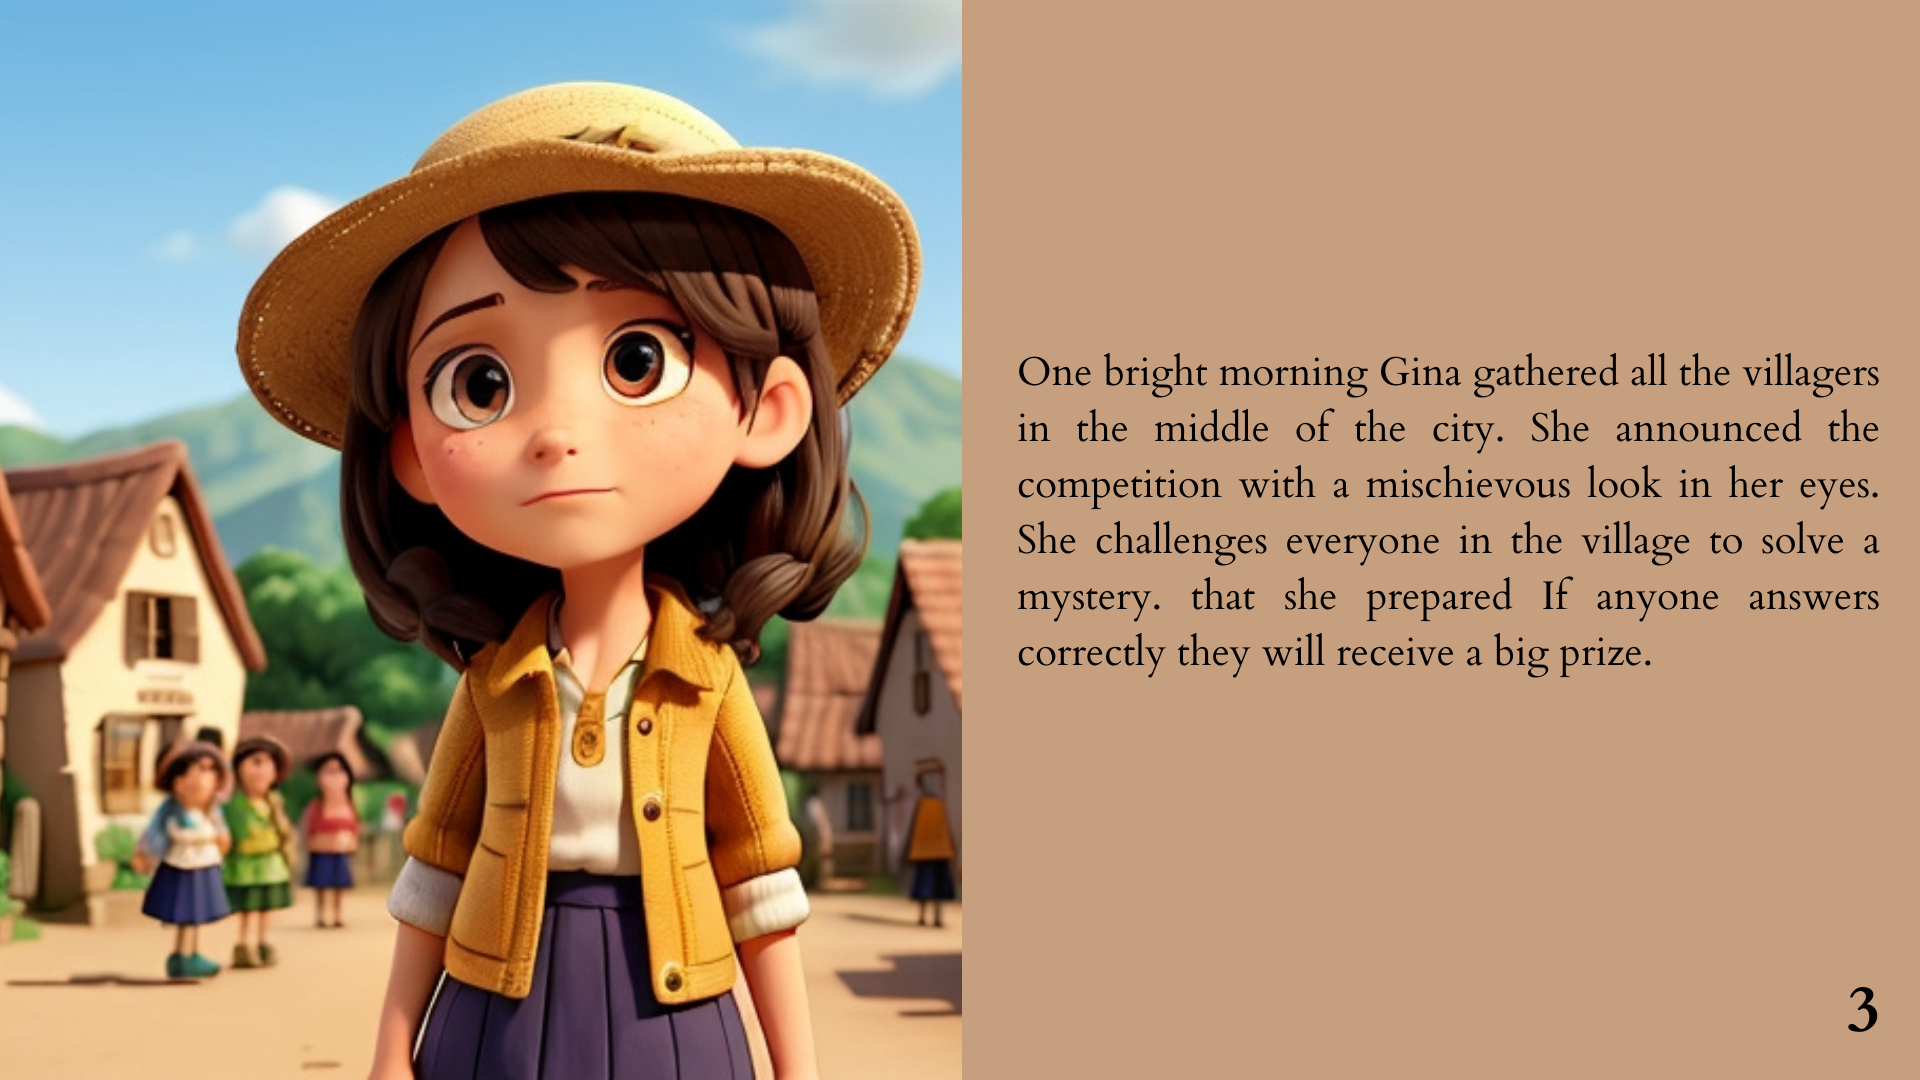 One bright morning Gina gathered all the villagers
in the middle of the city. She announced the
competition with a mischievous look in her eyes.
She challenges everyone in the village to solve a
mystery. that she prepared If anyone answers
correctly they will receive a big prize.
3